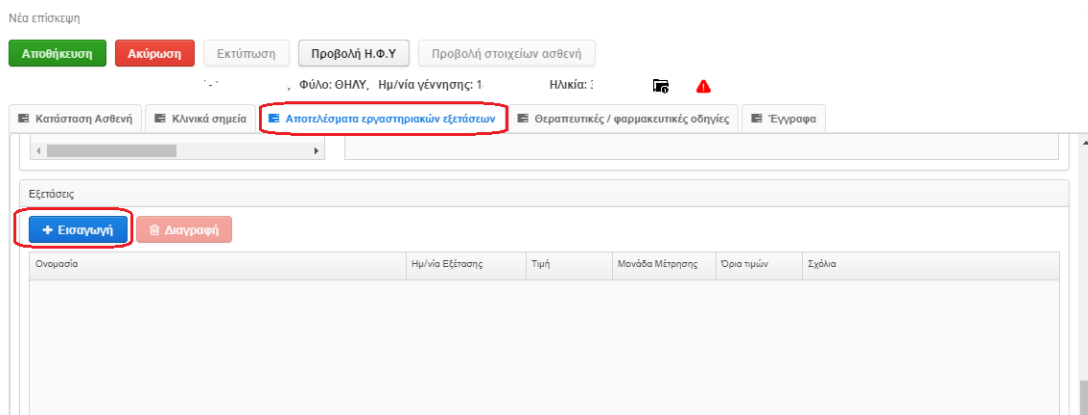 Νέα επίσκεψη
Αποθήκευση Ακύρωση Εκτύπωση Προβολή Η.Φ.Υ Προβολή στοιχείων ασθενή
, Φύλο: ΘΗΛΥ, Ημ/νία γέννησης: 1 Ηλικία:
Κατάσταση Ασθενή Κλινικά σημεία Αποτελέσματα εργαστηριακών εξετάσεων Θεραπευτικές / φαρμακευτικές οδηγίες Έγγραφα
Εξετάσεις
+ Εισαγωγή Διαγραφή
Ονομασία Ημ/νία Εξέτασης Τιμή Μονάδα Μέτρησης Όρια τιμών Σχόλια